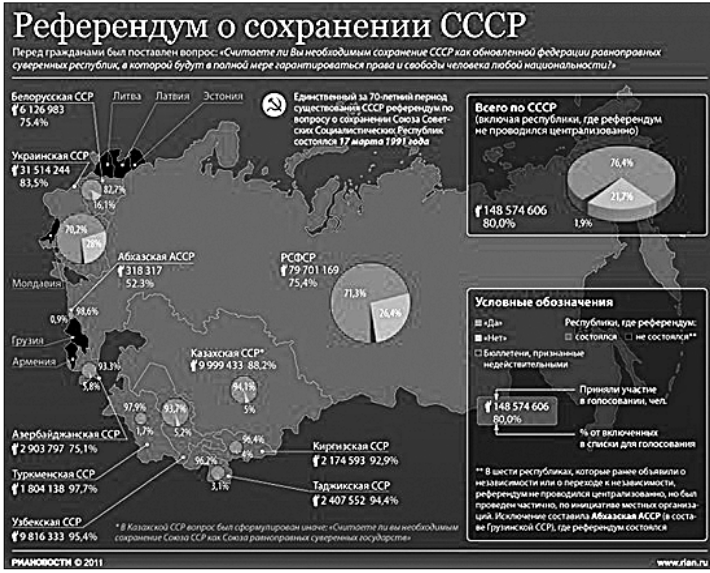 Референдум о сохранении СССР
Перед гражданами был поставлен вопрос: «Считаете ли Вы необходимым сохранение СССР как обновленной федерации равноправных
суверенных республик, в которой будут в полной мере гарантироваться права и свободы человека любой национальности?»
Белорусская ССР
6 126 983
75.4%
Литва
Латвия
Эстония
Единственный за 70-летний период
существования СССР референдум по
вопросу о сохранении Союза Совет-
ских Социалистических Республик
состоялся 17 марта 1991 года
Всего по СССР
(включая республики, где референдум
не проводился централизованно)
76,4%
21,7%
1,9%
148 574 606
80,0%
Украинская ССР
31 514 244
83,5%
82,7%
16,1%
70,2%
28%
Абхазская АССР
318 317
52.3%
РСФСР
79 701 169
75,4%
71,3%
26,4%
Молдавия
0,9%
98,6%
Грузия
Армения
93.3%
5,8%
Казахская ССР*
9 999 433 88,2%
94,1%
5%
97,9%
1,7%
93,7%
5,2%
96,4%
4%
96,2%
3,1%
Азербайджанская ССР
2 903 797 75,1%
Туркменская ССР
1 804 138 97,7%
Узбекская ССР
9 816 333 95,4%
Киргизская ССР
2 174 593 92,9%
Таджикская ССР
2 407 552 94,4%
Условные обозначения
«Да»
«Нет»
Бюллетени, признанные
недействительными
Республики, где референдум:
состоялся
не состоялся**
Приняли участие
в голосовании, чел.
148 574 606
80,0%
% от включенных
в списки для голосования
** В шести республиках, которые ранее объявили о
независимости или о переходе к независимости,
референдум не проводился централизованно, но был
проведен частично, по инициативе местных организа-
ций. Исключение составила Абхазская АССР (в соста-
ве Грузинской ССР), где референдум состоялся
* В Казахской ССР вопрос был сформулирован иначе: «Считаете ли вы необходимым
сохранение Союза ССР как Союза равноправных суверенных государств»
РИАНОВОСТИ © 2011
www.rian.ru